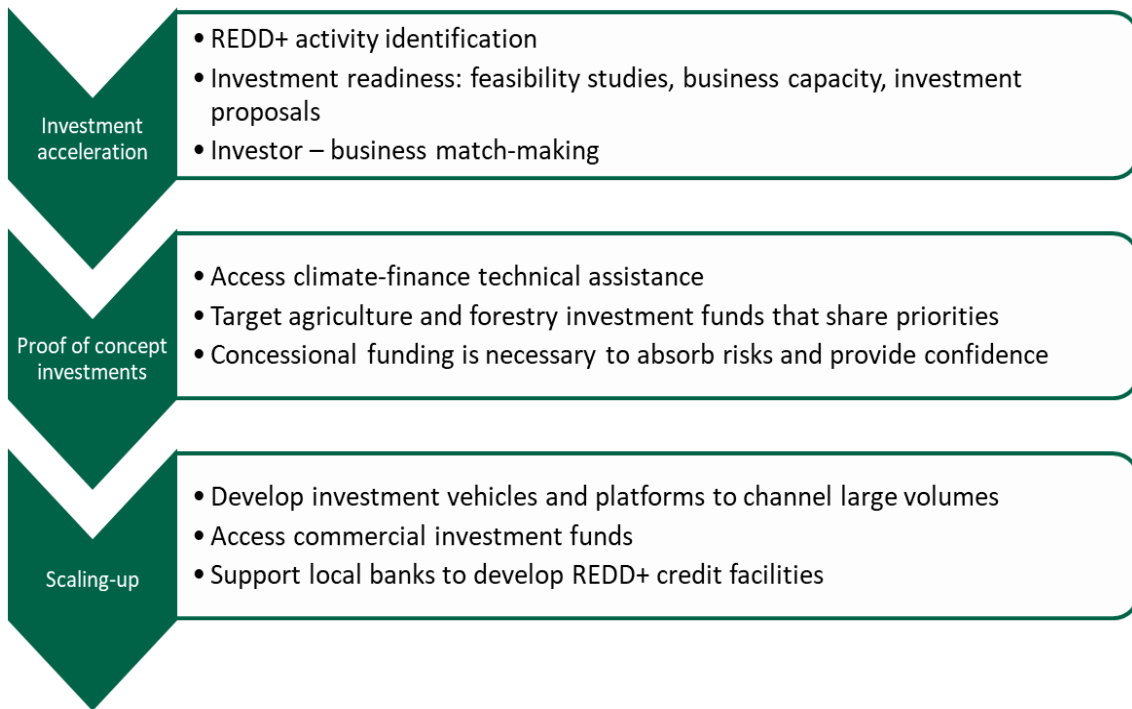 Investment
acceleration
• REDD+ activity identification
• Investment readiness: feasibility studies, business capacity, investment
proposals
• Investor – business match-making
Proof of concept
investments
• Access climate-finance technical assistance
• Target agriculture and forestry investment funds that share priorities
• Concessional funding is necessary to absorb risks and provide confidence
Scaling-up
• Develop investment vehicles and platforms to channel large volumes
• Access commercial investment funds
• Support local banks to develop REDD+ credit facilities